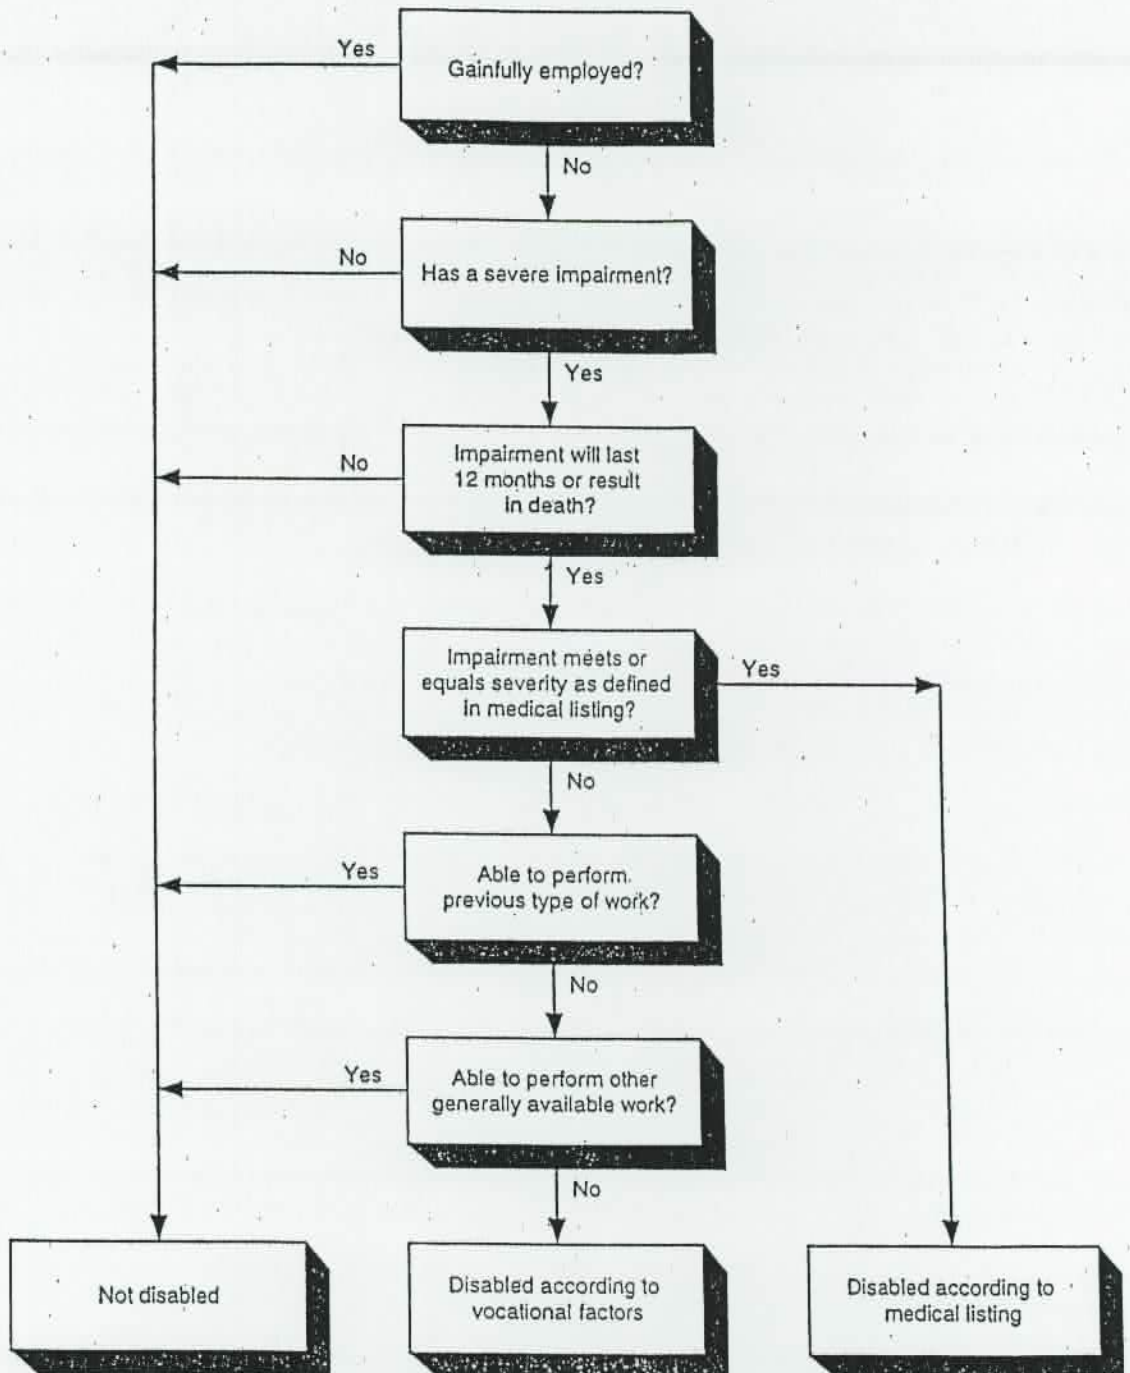 Yes
Gainfully employed?
No
No
Has a severe impairment?
Yes
No
Impairment will last
12 months or result
in death?
Yes
Impairment meets or
equals severity as defined
in medical listing?
Yes
No
Yes
Able to perform
previous type of work?
No
Yes
Able to perform other
generally available work?
No
Not disabled
Disabled according to
vocational factors
Disabled according to
medical listing